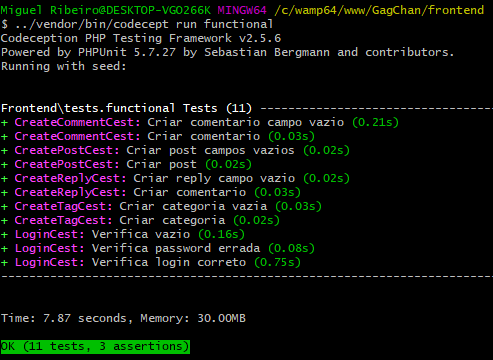 Miguel Ribeiro@DESKTOP-VGO266K MINGW64 /c/wamp64/www/GagChan/frontend
$ ../vendor/bin/codecept run functional
Codeception PHP Testing Framework v2.5.6
Powered by PHPUnit 5.7.27 by Sebastian Bergmann and contributors.
Running with seed:
Frontend\tests.functional Tests (11) --------------------------------
+ CreateCommentCest: Criar comentario campo vazio (0.21s)
+ CreateCommentCest: Criar comentario (0.03s)
+ CreatePostCest: Criar post campos vazios (0.02s)
+ CreatePostCest: Criar post (0.02s)
+ CreateReplyCest: Criar reply campo vazio (0.02s)
+ CreateReplyCest: Criar comentario (0.03s)
+ CreateTagCest: Criar categoria vazia (0.03s)
+ CreateTagCest: Criar categoria (0.02s)
+ LoginCest: Verifica vazio (0.16s)
+ LoginCest: Verifica password errada (0.08s)
+ LoginCest: Verifica login correto (0.75s)
---------------------------------------------------------------------
Time: 7.87 seconds, Memory: 30.00MB
OK (11 tests, 3 assertions)